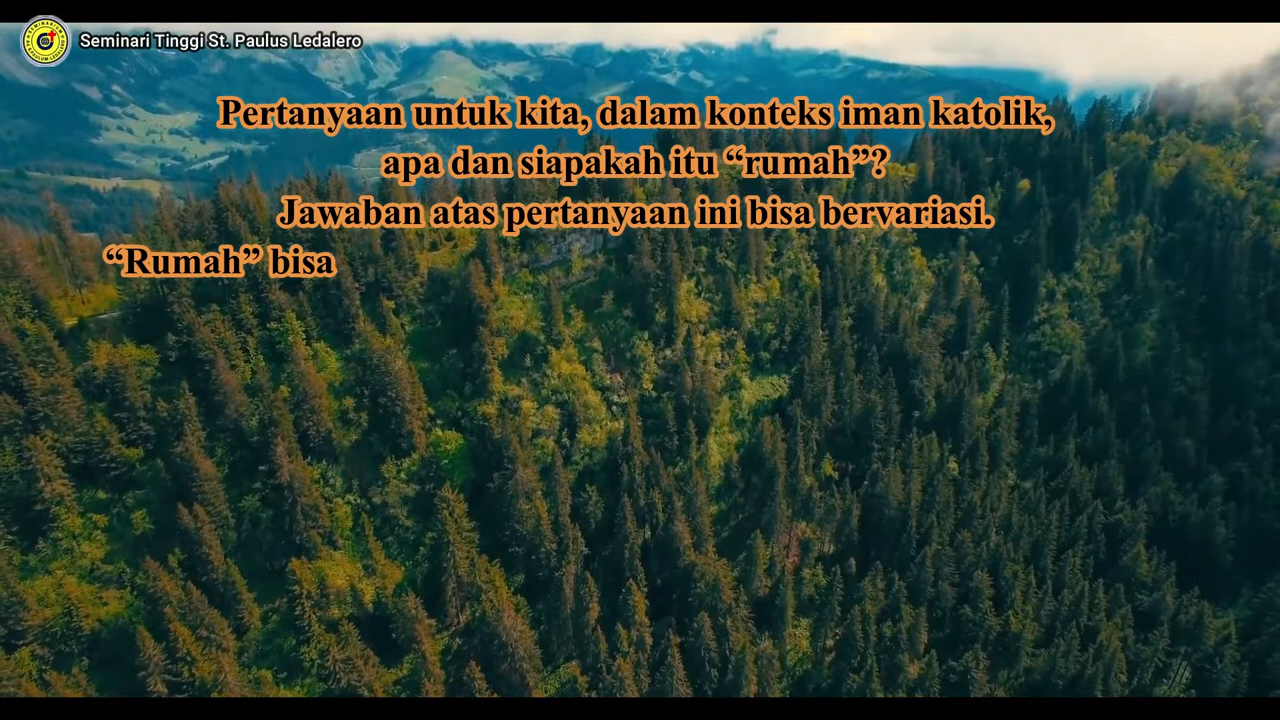 Seminari Tinggi St. Paulus Ledalero
Pertanyaan untuk kita, dalam konteks iman katolik,
apa dan siapakah itu “rumah”?
Jawaban atas pertanyaan ini bisa bervariasi.
“Rumah” bisa